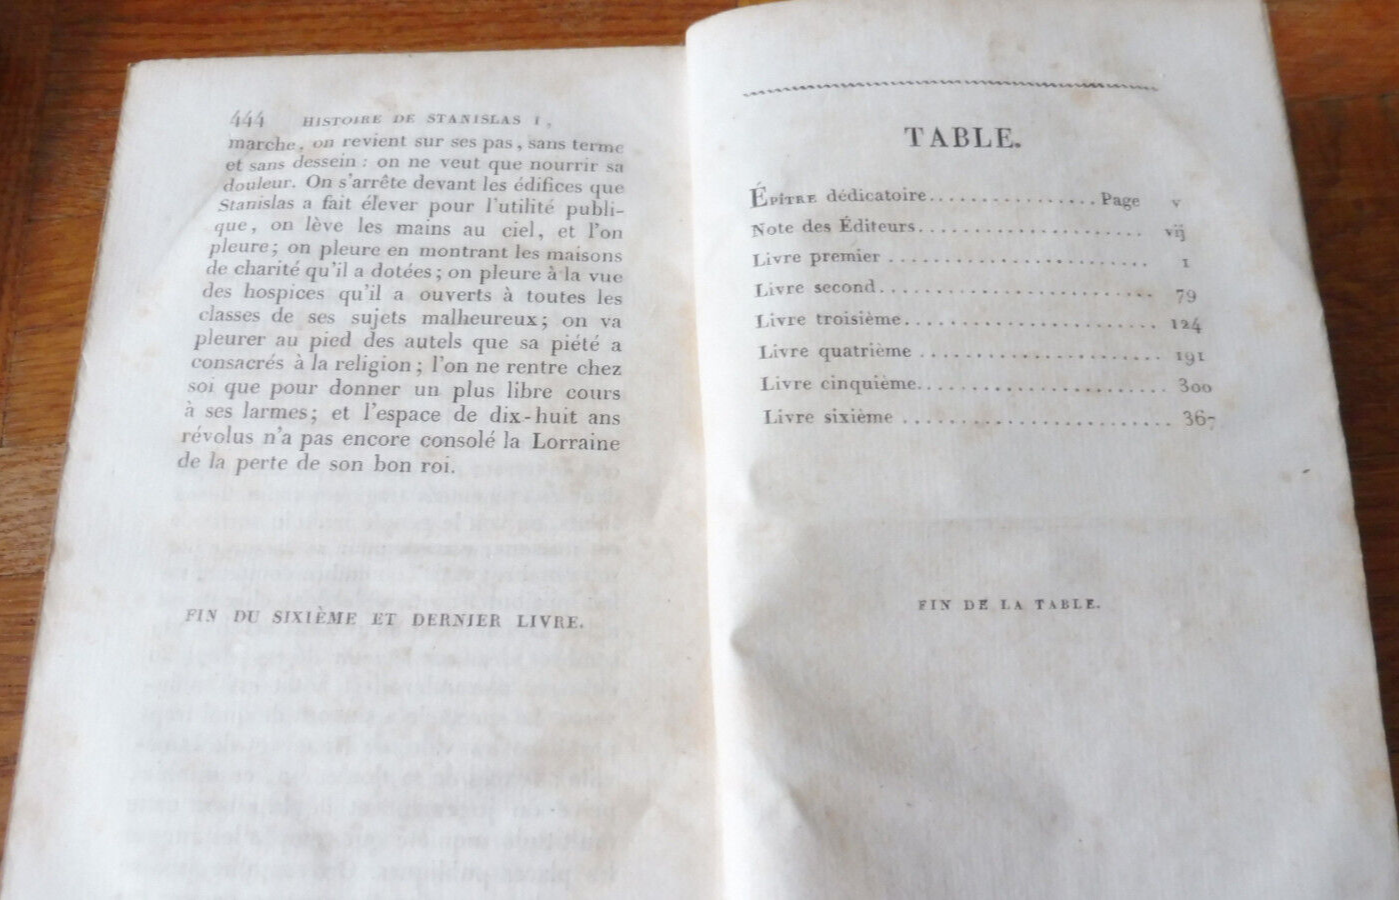 444 HISTOIRE DE STANISLAS I,
marche, on revient sur ses pas, sans terme
et sans dessein : on ne veut que nourrir sa
douleur. On s'arrête devant les édifices que
Stanislas a fait élever pour l'utilité publi-
que, on lève les mains au ciel, et l'on
pleure; on pleure en montrant les maisons
de charité qu'il a dotées; on pleure à la vue
des hospices qu'il a ouverts à toutes les
classes de ses sujets malheureux; on va
pleurer au pied des autels que sa piété a
consacrés à la religion; l'on ne rentre chez
soi que pour donner un plus libre cours
à ses larmes; et l'espace de dix-huit ans
révolus n'a pas encore consolé la Lorraine
de la perte de son bon roi.
FIN DU SIXIÈME ET DERNIER LIVRE.
TABLE.
ÉPÎTRE dédicatoire................Page v
Note des Éditeurs..................... vij
Livre premier ........................ 1
Livre second......................... 79
Livre troisième....................... 124
Livre quatrième ...................... 191
Livre cinquième...................... 300
Livre sixième ........................ 367
FIN DE LA TABLE.